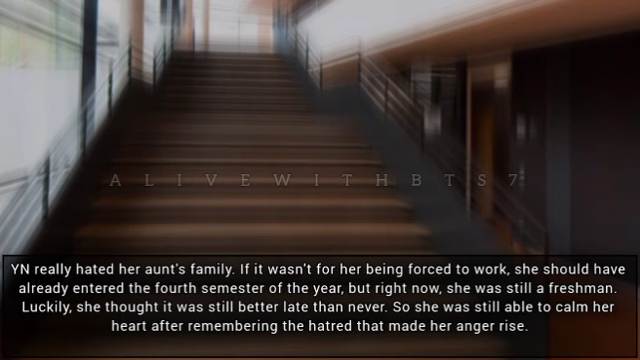 A L I V E W I T H B T S 7
YN really hated her aunt's family. If it wasn't for her being forced to work, she should have
already entered the fourth semester of the year, but right now, she was still a freshman.
Luckily, she thought it was still better late than never. So she was still able to calm her
heart after remembering the hatred that made her anger rise.